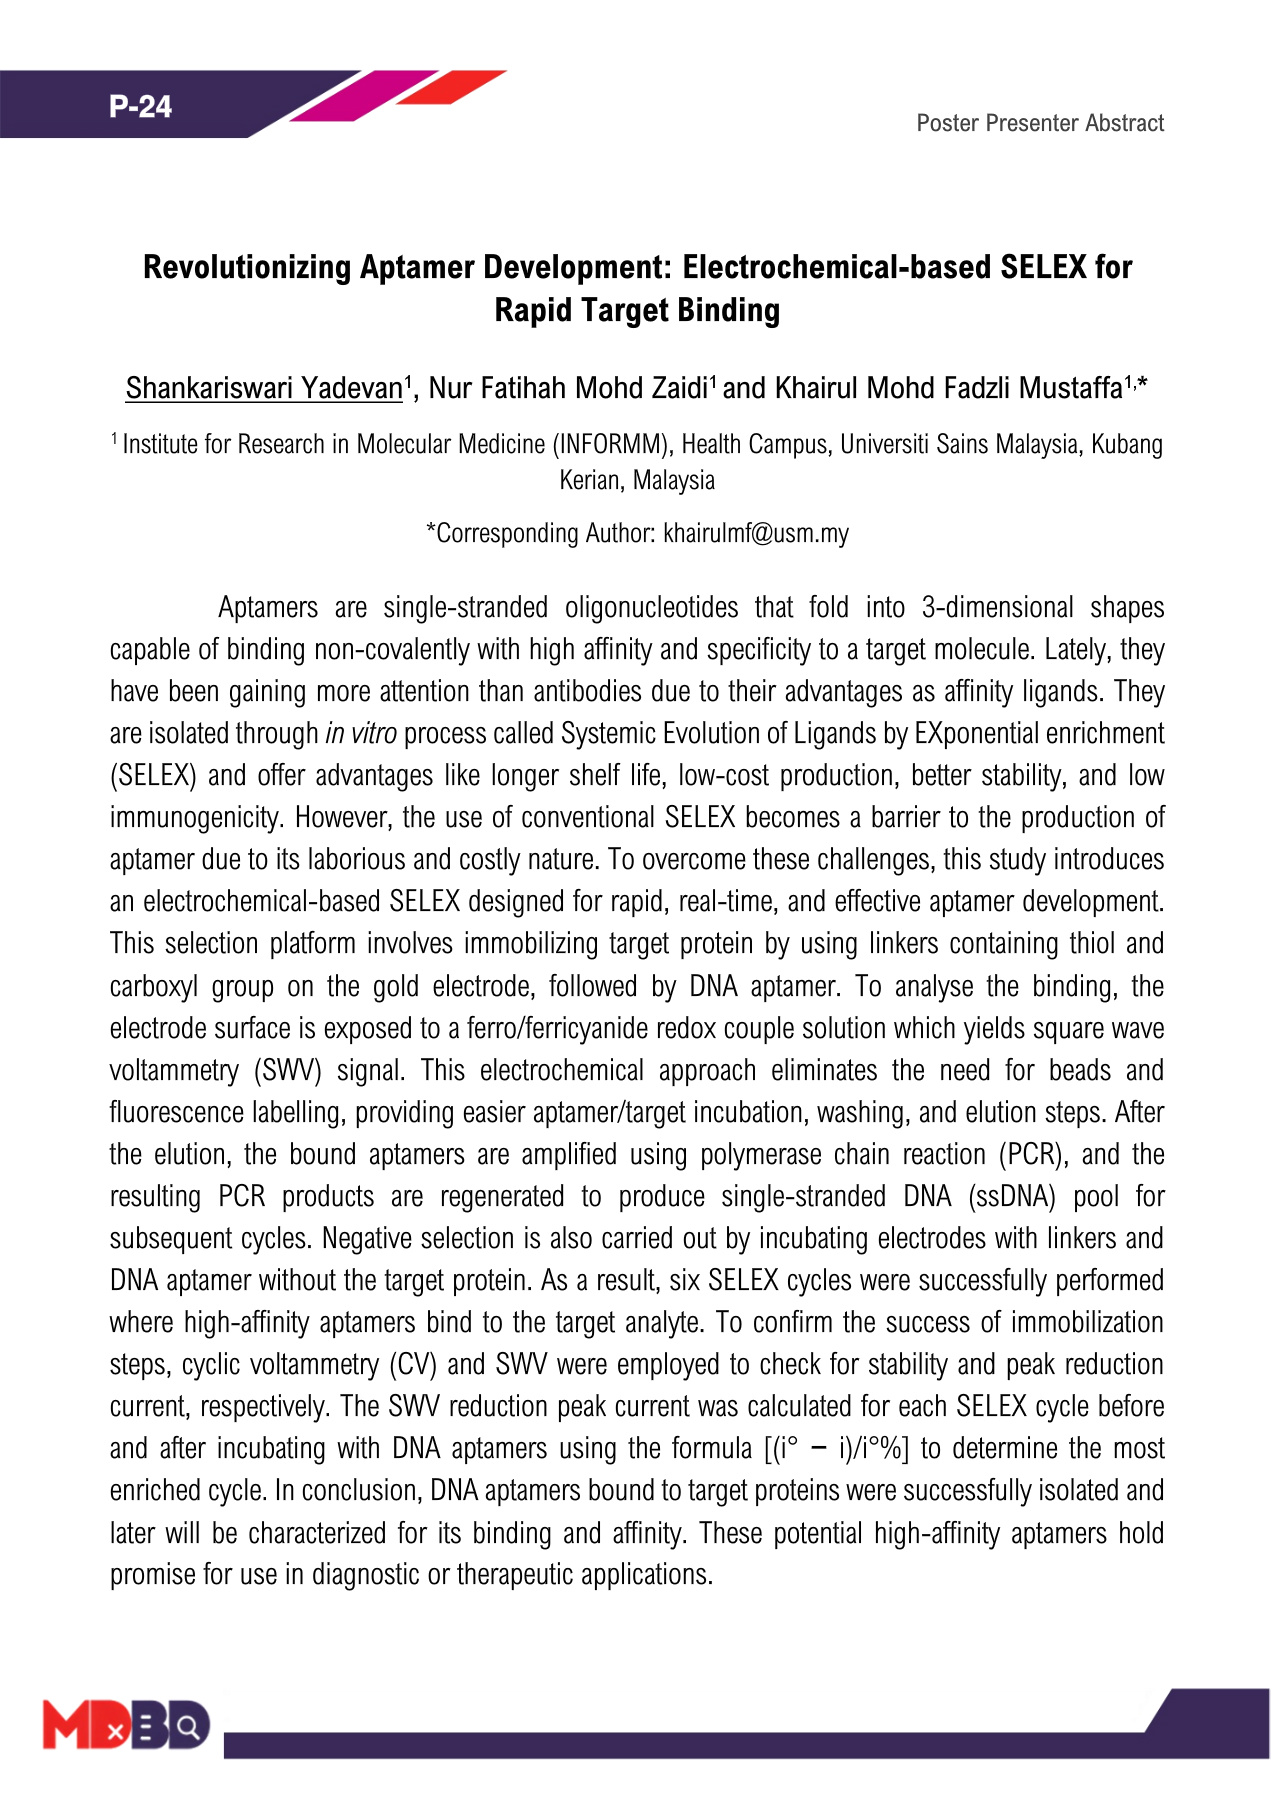 P-24
Poster Presenter Abstract
Revolutionizing Aptamer Development: Electrochemical-based SELEX for
Rapid Target Binding
Shankariswari Yadevan¹, Nur Fatihah Mohd Zaidi¹ and Khairul Mohd Fadzli Mustaffa¹,*
¹ Institute for Research in Molecular Medicine (INFORMM), Health Campus, Universiti Sains Malaysia, Kubang
Kerian, Malaysia
*Corresponding Author: khairulmf@usm.my
Aptamers are single-stranded oligonucleotides that fold into 3-dimensional shapes
capable of binding non-covalently with high affinity and specificity to a target molecule. Lately, they
have been gaining more attention than antibodies due to their advantages as affinity ligands. They
are isolated through in vitro process called Systemic Evolution of Ligands by EXponential enrichment
(SELEX) and offer advantages like longer shelf life, low-cost production, better stability, and low
immunogenicity. However, the use of conventional SELEX becomes a barrier to the production of
aptamer due to its laborious and costly nature. To overcome these challenges, this study introduces
an electrochemical-based SELEX designed for rapid, real-time, and effective aptamer development.
This selection platform involves immobilizing target protein by using linkers containing thiol and
carboxyl group on the gold electrode, followed by DNA aptamer. To analyse the binding, the
electrode surface is exposed to a ferro/ferricyanide redox couple solution which yields square wave
voltammetry (SWV) signal. This electrochemical approach eliminates the need for beads and
fluorescence labelling, providing easier aptamer/target incubation, washing, and elution steps. After
the elution, the bound aptamers are amplified using polymerase chain reaction (PCR), and the
resulting PCR products are regenerated to produce single-stranded DNA (ssDNA) pool for
subsequent cycles. Negative selection is also carried out by incubating electrodes with linkers and
DNA aptamer without the target protein. As a result, six SELEX cycles were successfully performed
where high-affinity aptamers bind to the target analyte. To confirm the success of immobilization
steps, cyclic voltammetry (CV) and SWV were employed to check for stability and peak reduction
current, respectively. The SWV reduction peak current was calculated for each SELEX cycle before
and after incubating with DNA aptamers using the formula [(i° − i)/i°%] to determine the most
enriched cycle. In conclusion, DNA aptamers bound to target proteins were successfully isolated and
later will be characterized for its binding and affinity. These potential high-affinity aptamers hold
promise for use in diagnostic or therapeutic applications.
MDxBD